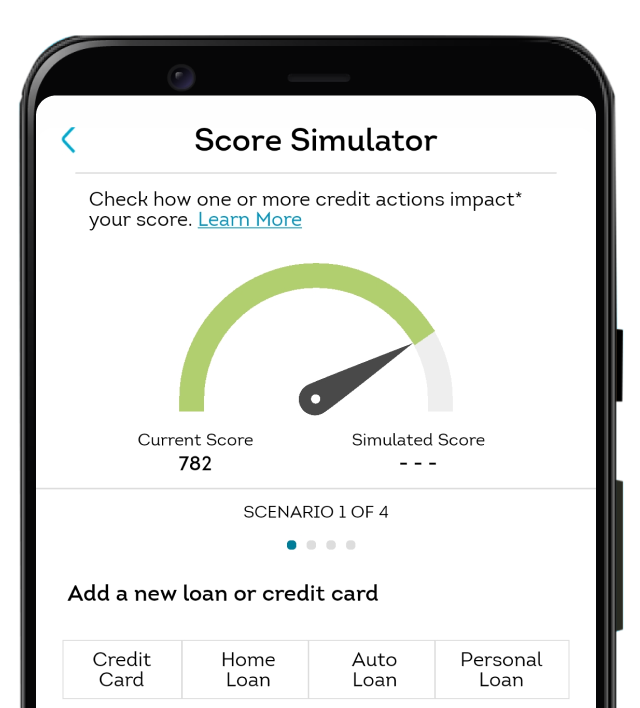 Score Simulator
Check how one or more credit actions impact*
your score. Learn More
Current Score
782
Simulated Score
- - -
SCENARIO 1 OF 4
Add a new loan or credit card
Credit
Card
Home
Loan
Auto
Loan
Personal
Loan